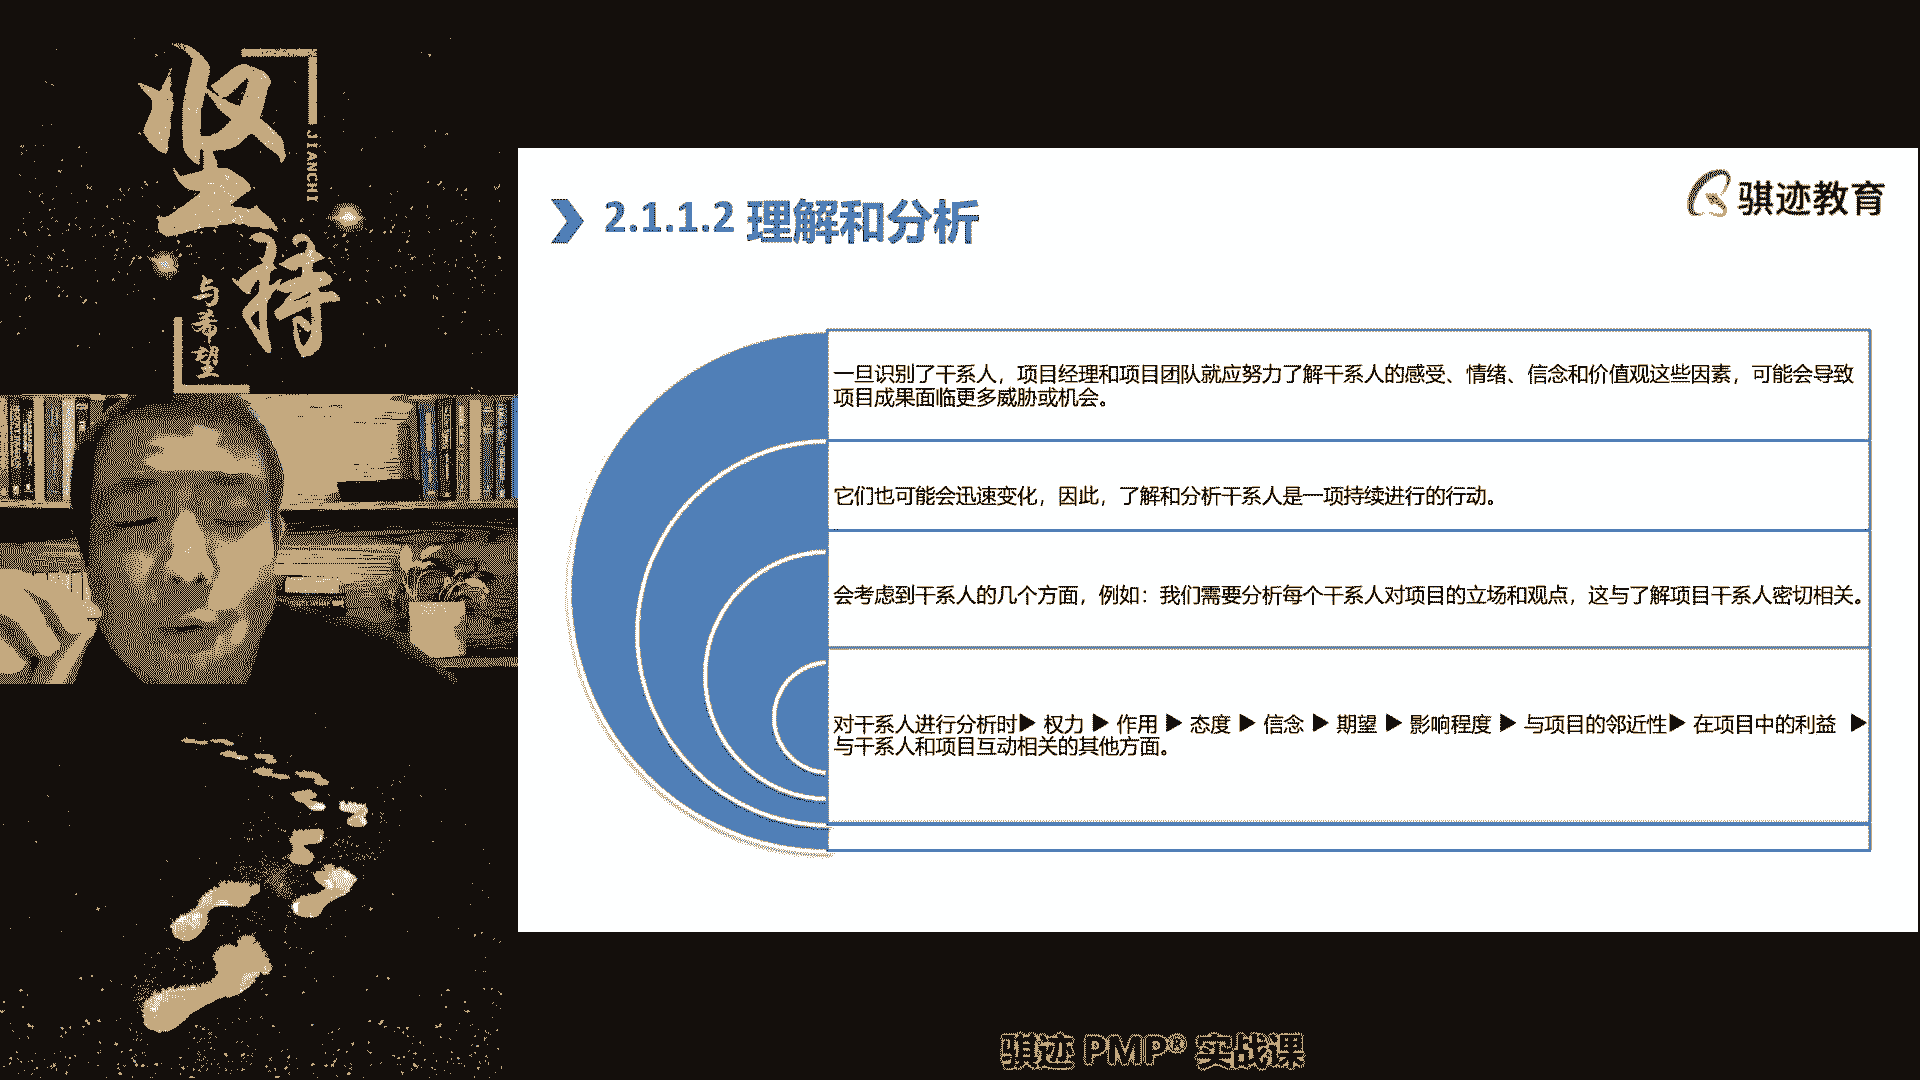 坚持
JIANCHI
与希望
骐迹教育
2.1.1.2 理解和分析
一旦识别了干系人，项目经理和项目团队就应努力了解干系人的感受、情绪、信念和价值观这些因素，可能会导致
项目成果面临更多威胁或机会。
它们也可能会迅速变化，因此，了解和分析干系人是一项持续进行的行动。
会考虑到干系人的几个方面，例如：我们需要分析每个干系人对项目的立场和观点，这与了解项目干系人密切相关。
对干系人进行分析时▶ 权力 ▶ 作用 ▶ 态度 ▶ 信念 ▶ 期望 ▶ 影响程度 ▶ 与项目的邻近性▶ 在项目中的利益 ▶
与干系人和项目互动相关的其他方面。
骐迹 PMP® 实战课